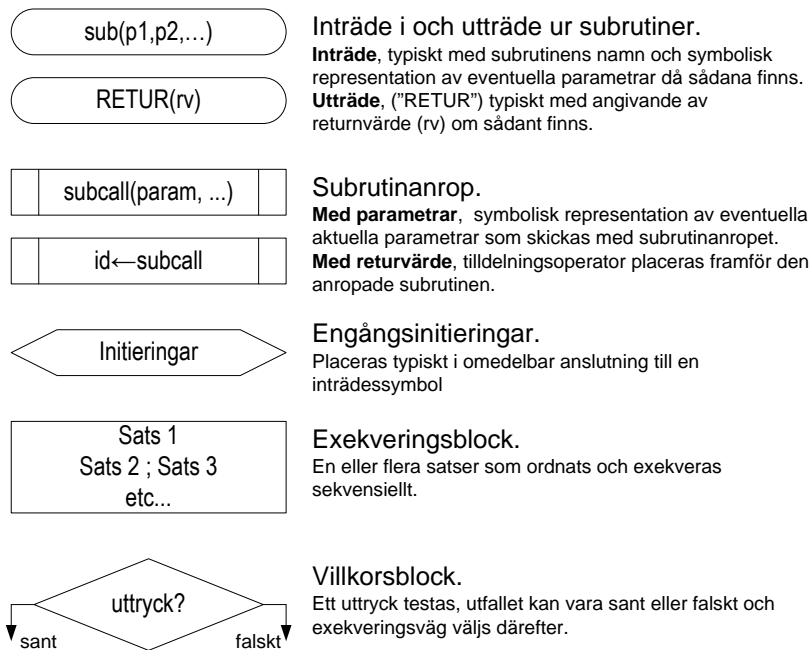 sub(p1,p2,…)
RETUR(rv)
Inträde i och utträde ur subrutiner.
Inträde, typiskt med subrutinens namn och symbolisk
representation av eventuella parametrar då sådana finns.
Utträde, ("RETUR") typiskt med angivande av
returnvärde (rv) om sådant finns.
subcall(param, ...)
id←subcall
Subrutinanrop.
Med parametrar, symbolisk representation av eventuella
aktuella parametrar som skickas med subrutinanropet.
Med returvärde, tilldelningsoperator placeras framför den
anropade subrutinen.
Initieringar
Engångsinitieringar.
Placeras typiskt i omedelbar anslutning till en
inträdessymbol
Sats 1
Sats 2 ; Sats 3
etc...
Exekveringsblock.
En eller flera satser som ordnats och exekveras
sekvensiellt.
uttryck?
sant
falskt
Villkorsblock.
Ett uttryck testas, utfallet kan vara sant eller falskt och
exekveringsväg väljs därefter.